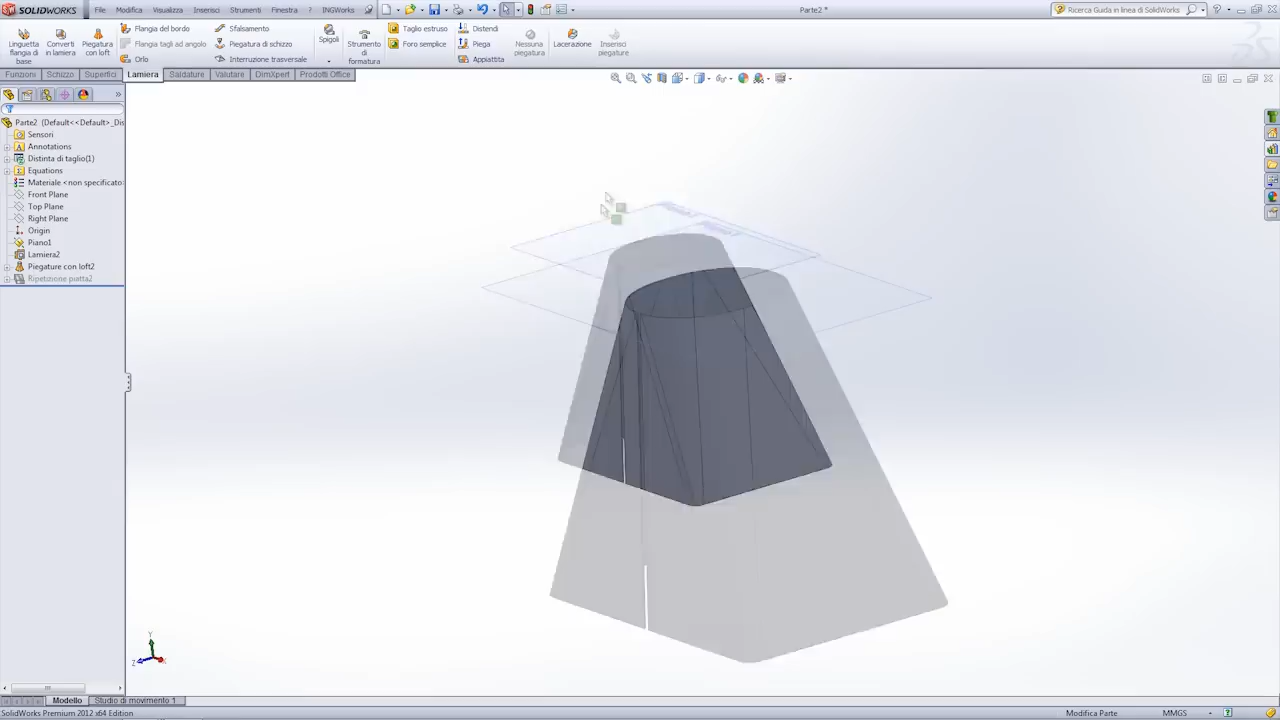 SOLIDWORKS File Modifica Visualizza Inserisci Strumenti Finestra ? INGWorks Parte2 * Ricerca Guida in linea di SolidWorks
Linguetta flangia di base
Converti in lamiera
Piegatura con loft
Flangia del bordo
Flangia tagli ad angolo
Orlo
Sfalsamento
Piegatura di schizzo
Interruzione trasversale
Spigoli
Strumento di formatura
Taglio estruso
Foro semplice
Distendi
Piega
Appiattita
Nessuna piegatura
Lacerazione
Inserisci piegature
Funzioni Schizzo Superfici Lamiera Saldature Valutare DimXpert Prodotti Office
Parte2 (Default<<Default>_Dis
Sensori
Annotations
Distinta di taglio(1)
Equations
Materiale <non specificato
Front Plane
Top Plane
Right Plane
Origin
Piano1
Lamiera2
Piegature con loft2
Ripetizione piatta2
Y
Z
X
Modello Studio di movimento 1
SolidWorks Premium 2012 x64 Edition Modifica Parte MMGS